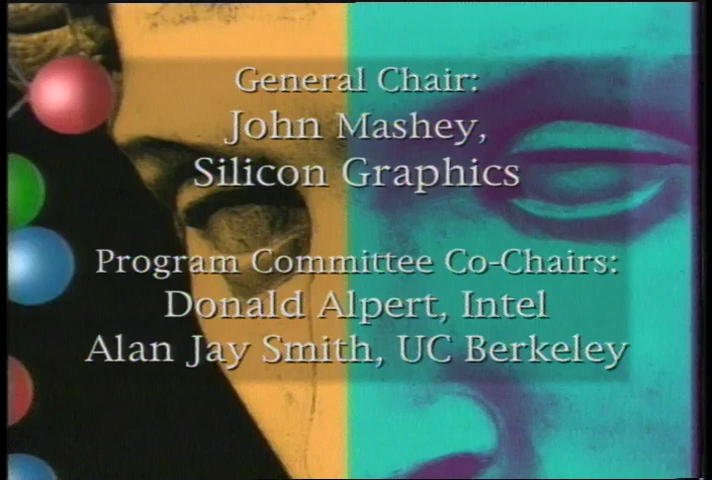 General Chair:
John Mashey,
Silicon Graphics
Program Committee Co-Chairs:
Donald Alpert, Intel
Alan Jay Smith, UC Berkeley